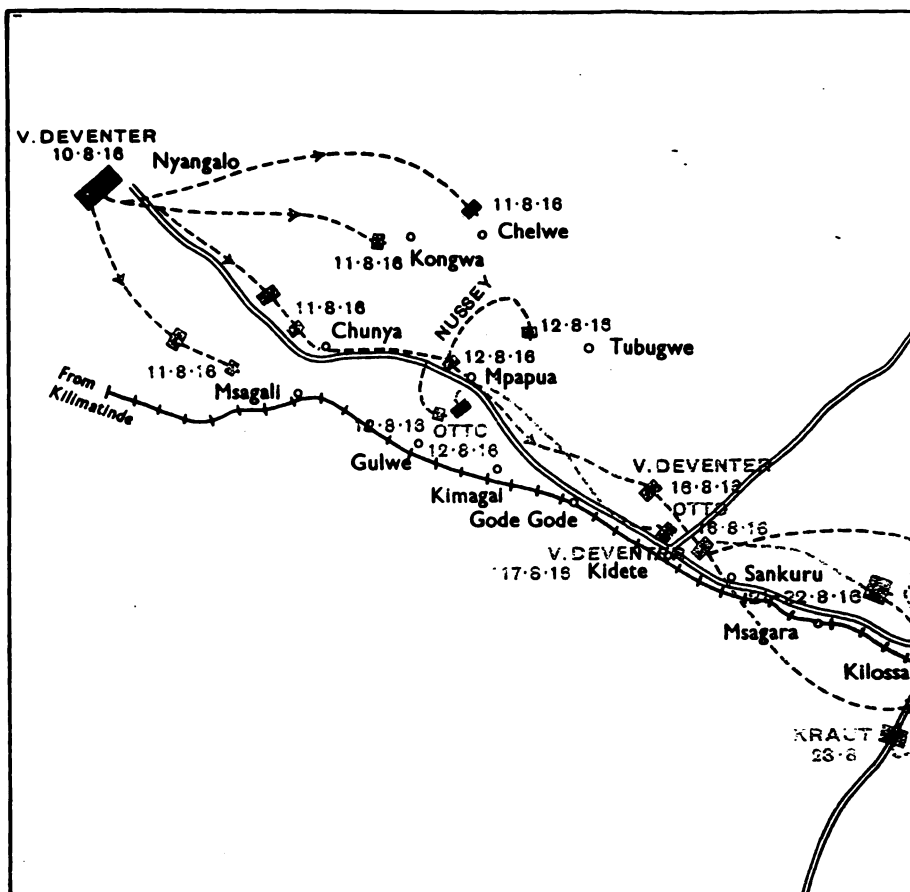 V. DEVENTER
10·8·16
Nyangalo
11·8·16
Chelwe
11·8·16
Kongwa
NUSSEY
11·8·16
Chunya
12·8·16
Tubugwe
11·8·16
12·8·16
Mpapua
From
Kilimatinde
Msagali
12·8·16
OTTO
12·8·16
Gulwe
Kimagai
Gode Gode
V. DEVENTER
16·8·16
OTTO
16·8·16
V. DEVENTER
17·8·16
Kidete
Sankuru
22·8·16
Msagara
Kilossa
KRAUT
23·8